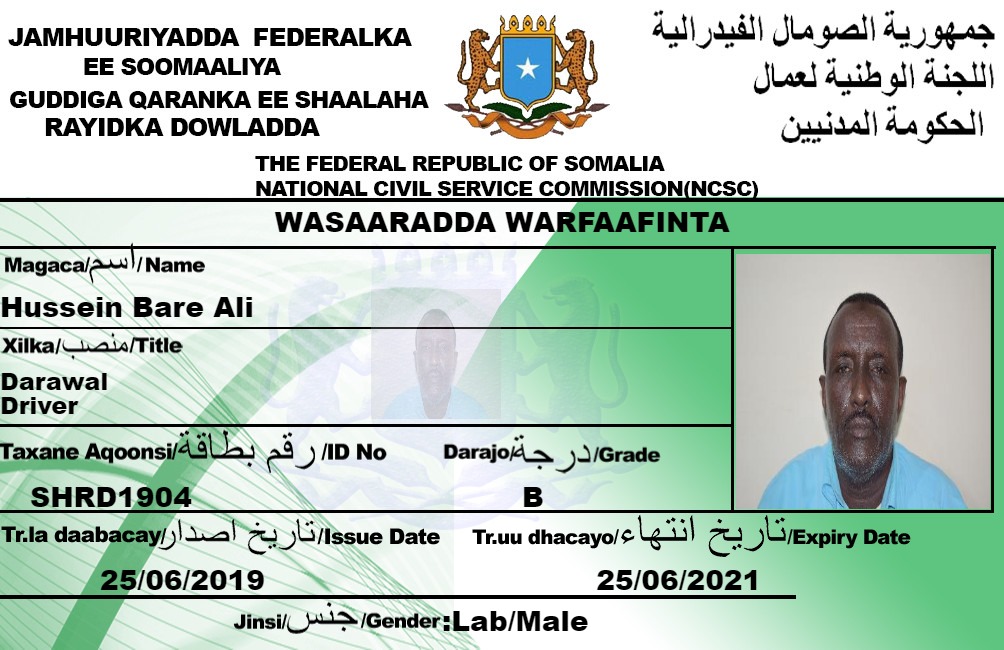 JAMHUURIYADDA FEDERALKA
EE SOOMAALIYA
GUDDIGA QARANKA EE SHAALAHA
RAYIDKA DOWLADDA
جمهورية الصومال الفيدرالية
اللجنة الوطنية لعمال
الحكومة المدنيين
THE FEDERAL REPUBLIC OF SOMALIA
NATIONAL CIVIL SERVICE COMMISSION(NCSC)
WASAARADDA WARFAAFINTA
Magaca/اسم/Name
Hussein Bare Ali
Xilka/منصب/Title
Darawal
Driver
Taxane Aqoonsi/رقم بطاقة/ID No
SHRD1904
Darajo/درجة/Grade
B
Tr.la daabacay/تاريخ اصدار/Issue Date
25/06/2019
Tr.uu dhacayo/تاريخ انتهاء/Expiry Date
25/06/2021
Jinsi/جنس/Gender:Lab/Male